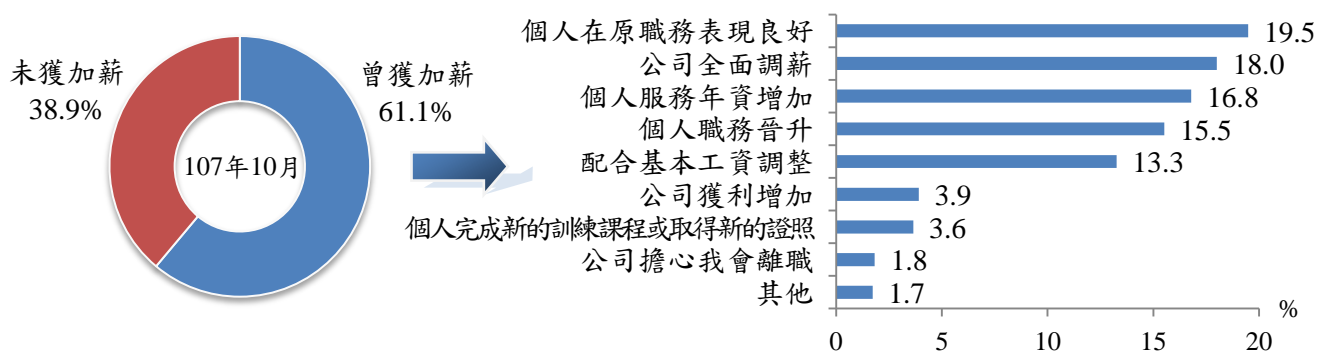 未獲加薪
38.9%
曾獲加薪
61.1%
107年10月
個人在原職務表現良好 19.5
公司全面調薪 18.0
個人服務年資增加 16.8
個人職務晉升 15.5
配合基本工資調整 13.3
公司獲利增加 3.9
個人完成新的訓練課程或取得新的證照 3.6
公司擔心我會離職 1.8
其他 1.7
%
0 5 10 15 20